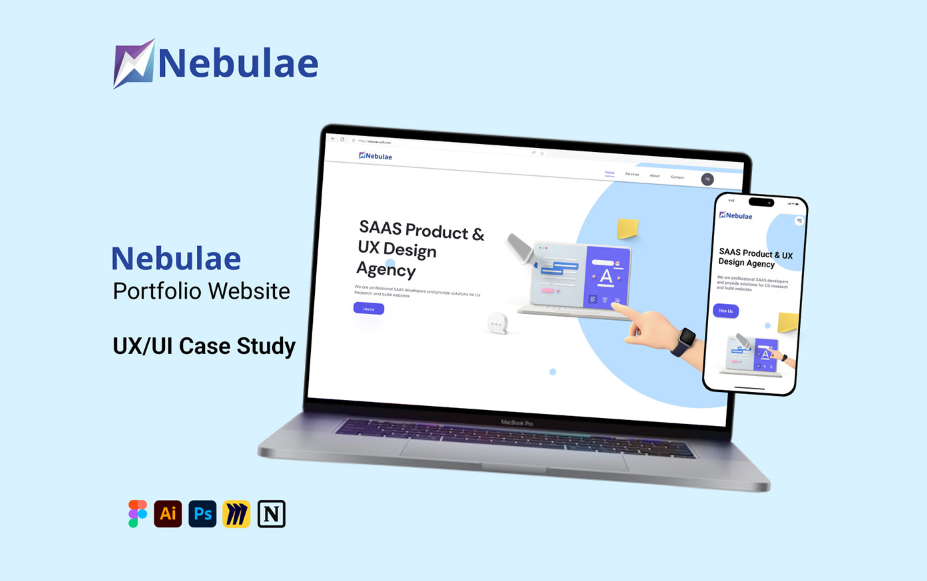 Nebulae
Nebulae
Portfolio Website
UX/UI Case Study
Nebulae
Home
Services
About
Contact
SAAS Product &
UX Design
Agency
We are professional SAAS developers and provide solutions for UX
Research and build websites
Hire Us
A
MacBook Pro
Nebulae
SAAS Product & UX
Design Agency
We are professional SAAS developers
and provide solutions for UX research
and build websites
Hire Us
A
Ai
Ps
N